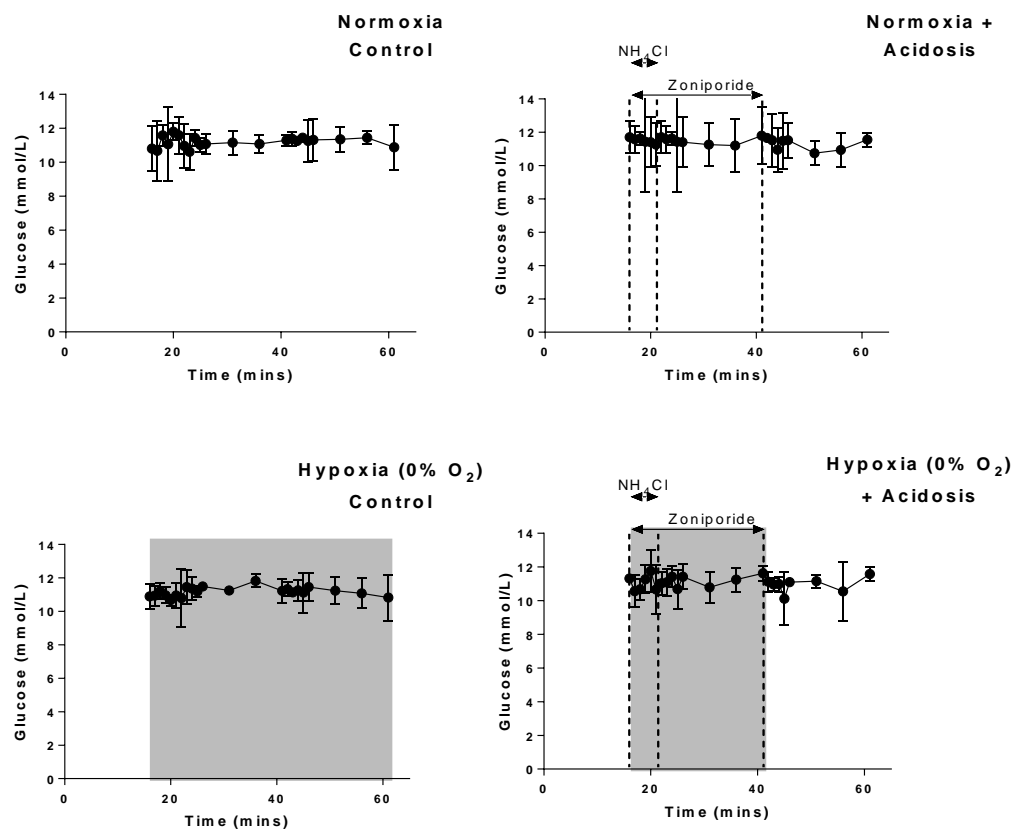 Normoxia
Control
Glucose (mmol/L)
14
12
10
8
6
4
2
0
0 20 40 60
Time (mins)
Normoxia +
Acidosis
NH4Cl
Zoniporide
Glucose (mmol/L)
14
12
10
8
6
4
2
0
0 20 40 60
Time (mins)
Hypoxia (0% O2)
Control
Glucose (mmol/L)
14
12
10
8
6
4
2
0
0 20 40 60
Time (mins)
Hypoxia (0% O2)
+ Acidosis
NH4Cl
Zoniporide
Glucose (mmol/L)
14
12
10
8
6
4
2
0
0 20 40 60
Time (mins)